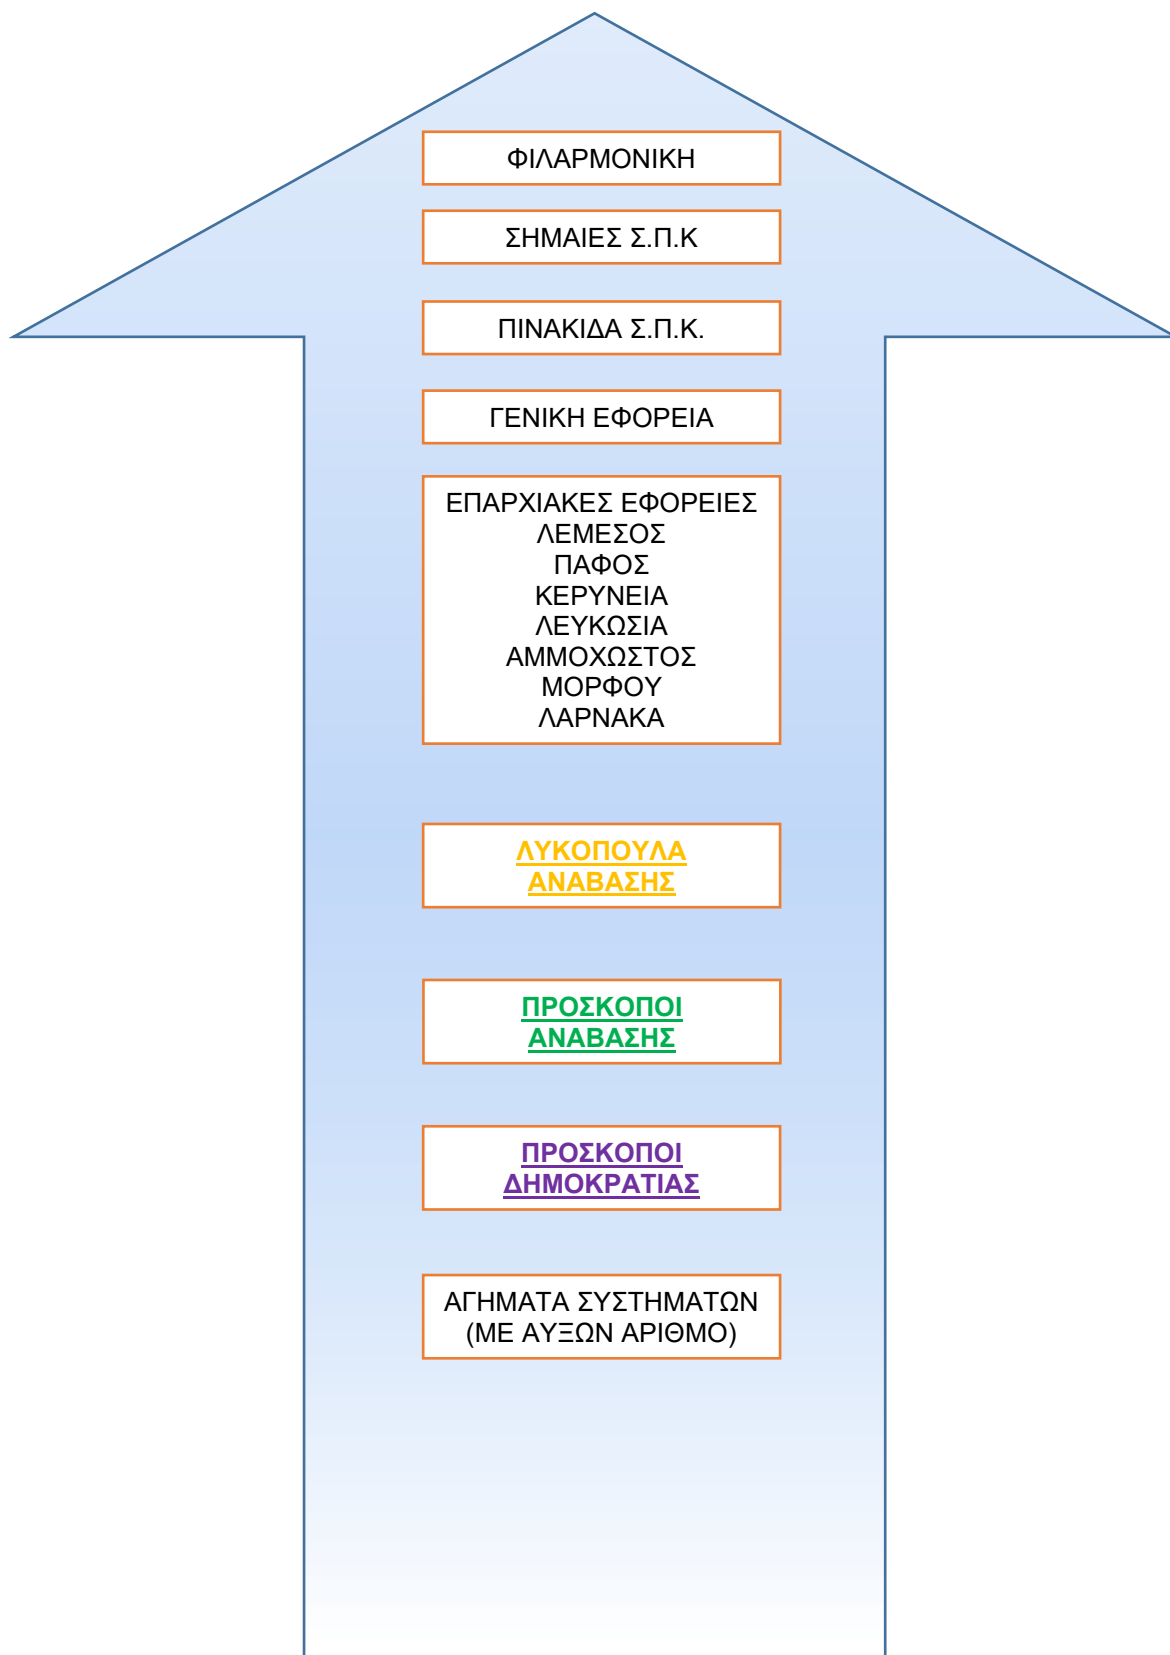 ΦΙΛΑΡΜΟΝΙΚΗ
ΣΗΜΑΙΕΣ Σ.Π.Κ
ΠΙΝΑΚΙΔΑ Σ.Π.Κ.
ΓΕΝΙΚΗ ΕΦΟΡΕΙΑ
ΕΠΑΡΧΙΑΚΕΣ ΕΦΟΡΕΙΕΣ
ΛΕΜΕΣΟΣ
ΠΑΦΟΣ
ΚΕΡΥΝΕΙΑ
ΛΕΥΚΩΣΙΑ
ΑΜΜΟΧΩΣΤΟΣ
ΜΟΡΦΟΥ
ΛΑΡΝΑΚΑ
ΛΥΚΟΠΟΥΛΑ
ΑΝΑΒΑΣΗΣ
ΠΡΟΣΚΟΠΟΙ
ΑΝΑΒΑΣΗΣ
ΠΡΟΣΚΟΠΟΙ
ΔΗΜΟΚΡΑΤΙΑΣ
ΑΓΗΜΑΤΑ ΣΥΣΤΗΜΑΤΩΝ
(ΜΕ ΑΥΞΩΝ ΑΡΙΘΜΟ)